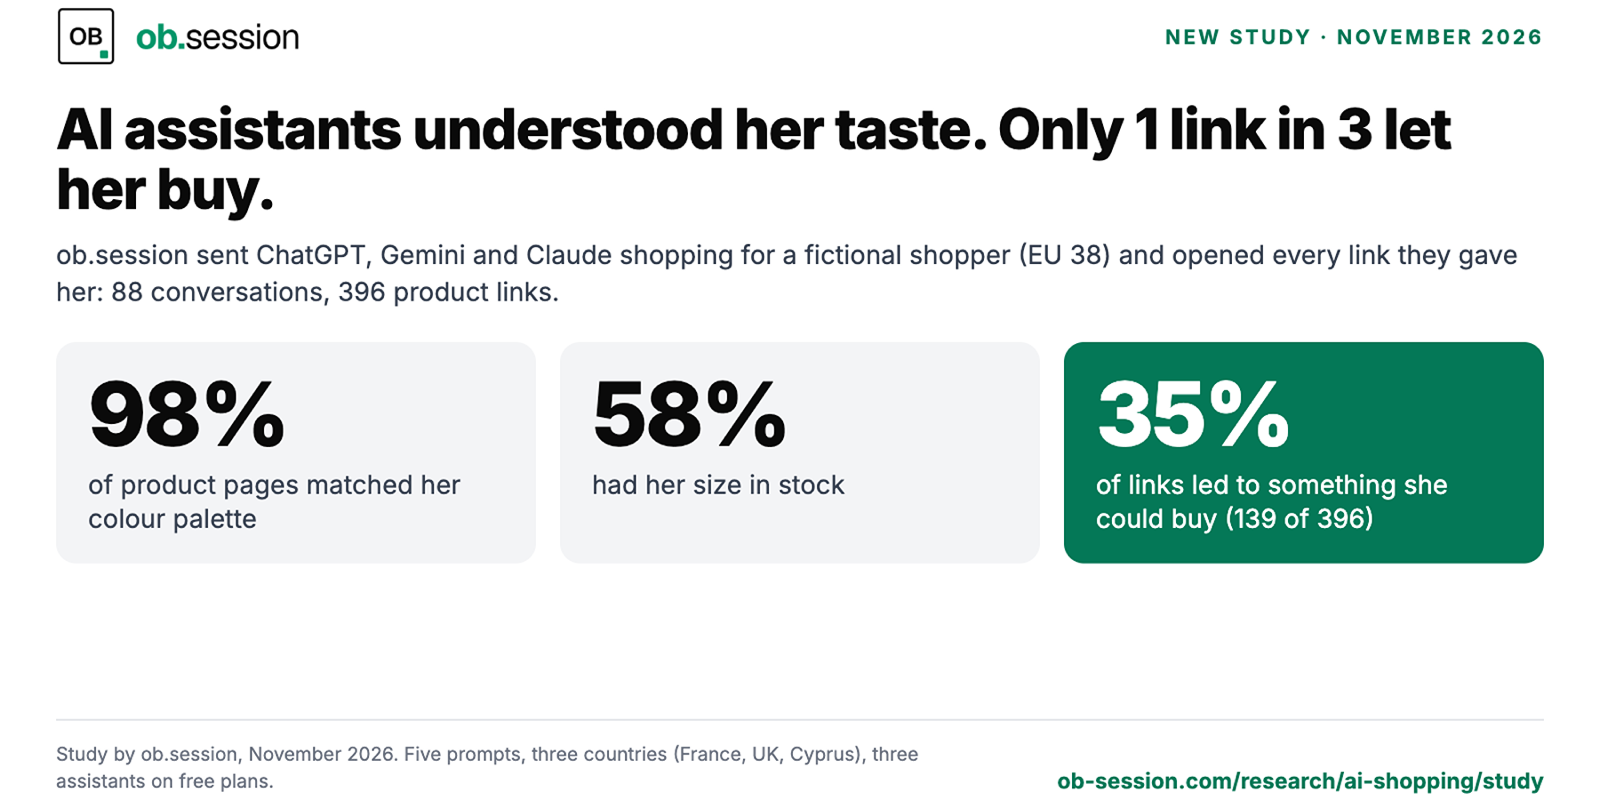 OB
ob.session
NEW STUDY · NOVEMBER 2026
AI assistants understood her taste. Only 1 link in 3 let
her buy.
ob.session sent ChatGPT, Gemini and Claude shopping for a fictional shopper (EU 38) and opened every link they gave
her: 88 conversations, 396 product links.
98%
of product pages matched her
colour palette
58%
had her size in stock
35%
of links led to something she
could buy (139 of 396)
Study by ob.session, November 2026. Five prompts, three countries (France, UK, Cyprus), three
assistants on free plans.
ob-session.com/research/ai-shopping/study